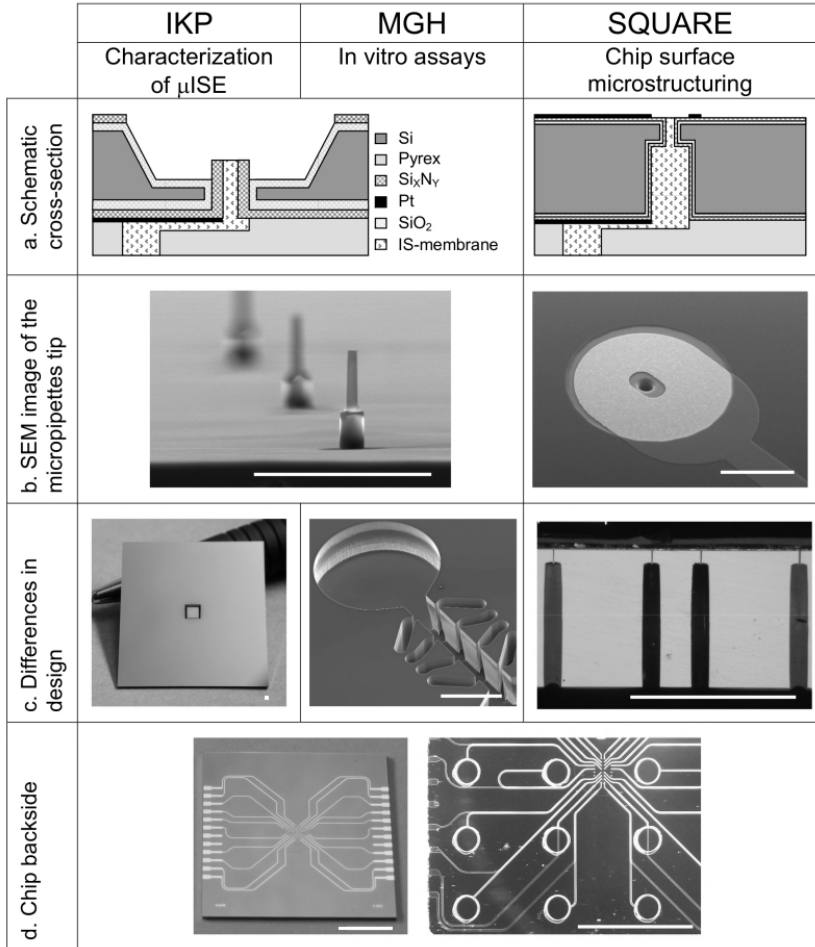 IKP
MGH
SQUARE
Characterization
of μISE
In vitro assays
Chip surface
microstructuring
a. Schematic
cross-section
Si
Pyrex
SiXNY
Pt
SiO2
IS-membrane
b. SEM image of the
micropipettes tip
c. Differences in
design
d. Chip backside